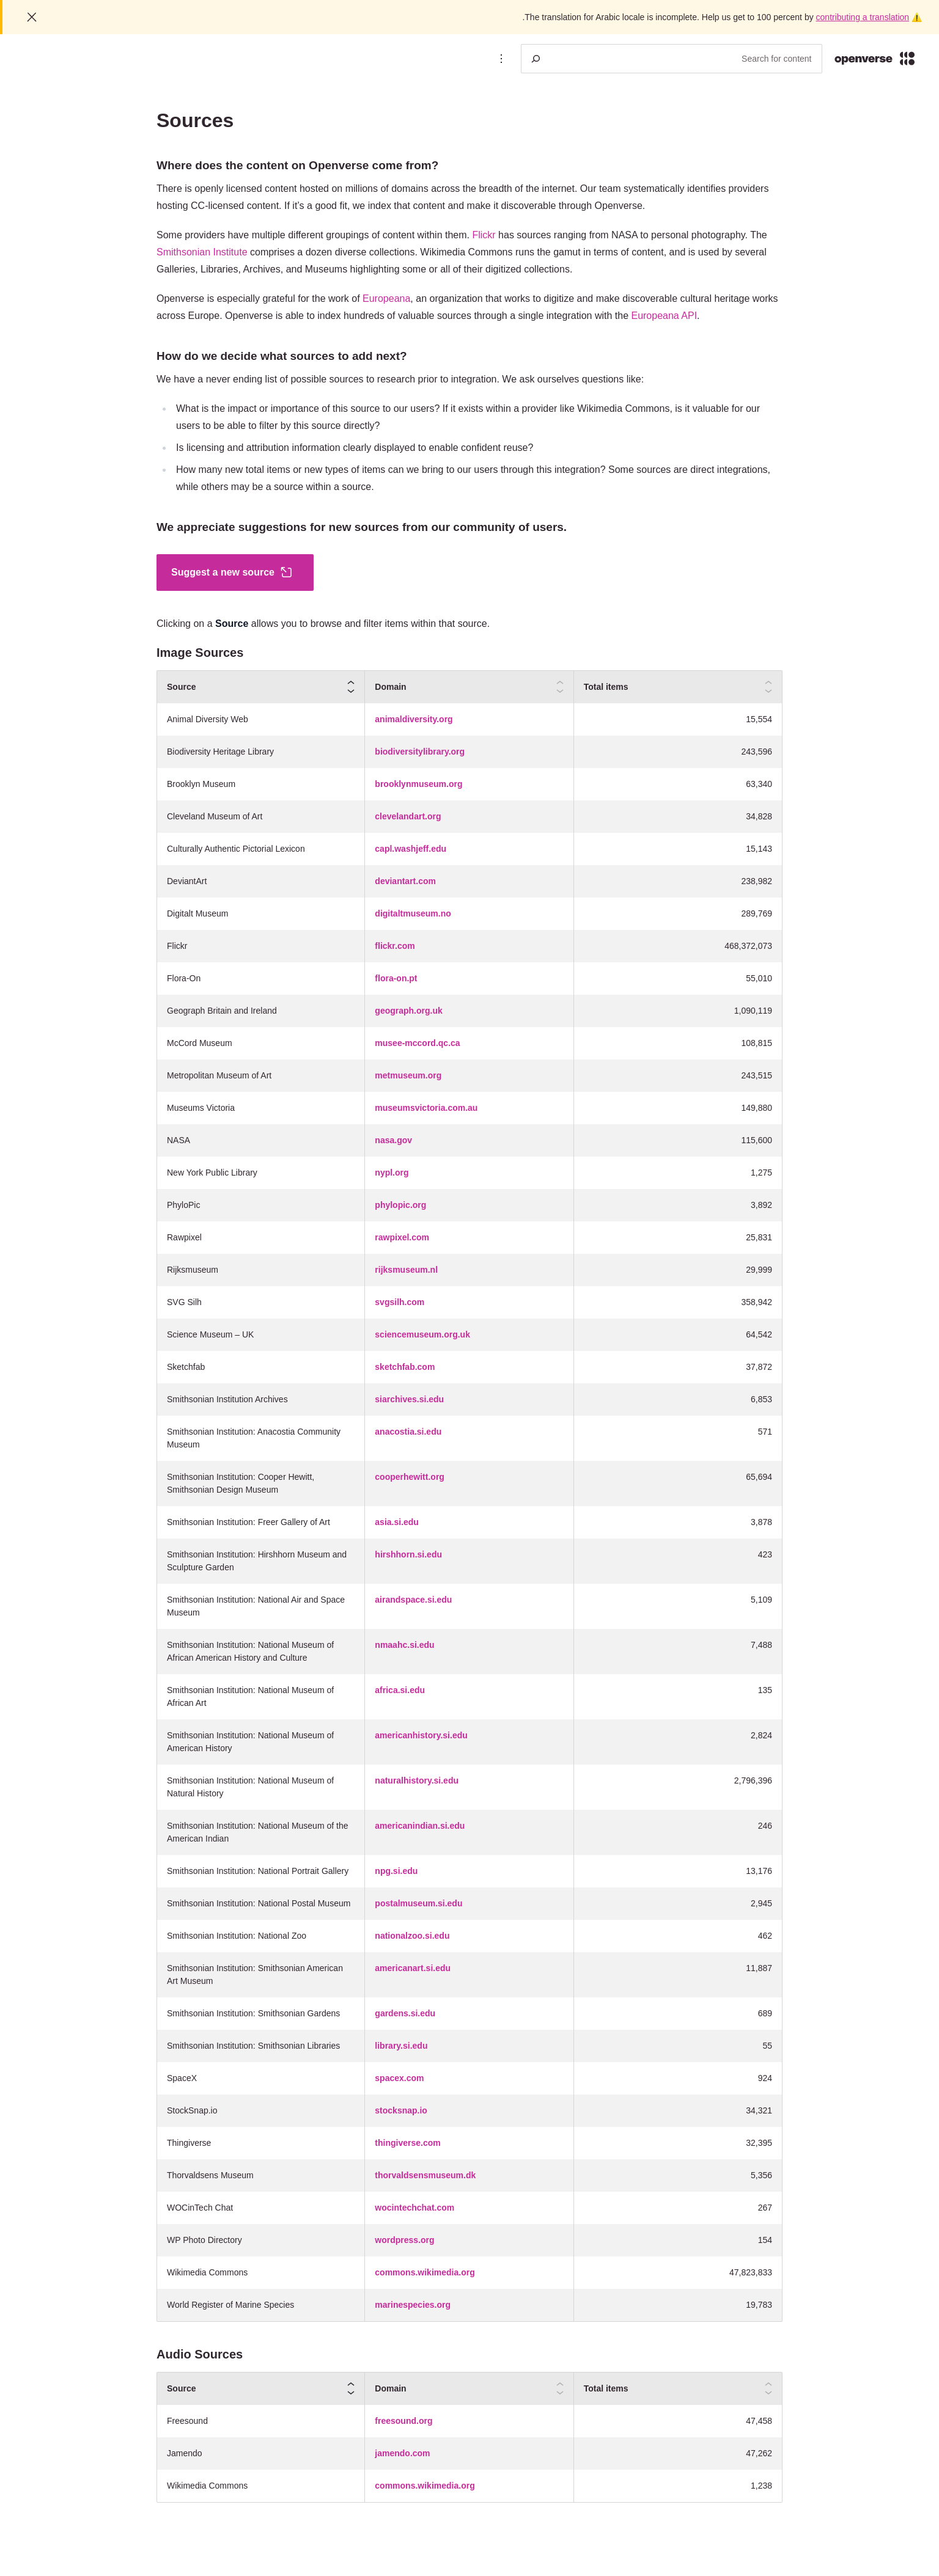 .The translation for Arabic locale is incomplete. Help us get to 100 percent by contributing a translation ⚠️
Search for content
openverse
Sources
Where does the content on Openverse come from?
There is openly licensed content hosted on millions of domains across the breadth of the internet. Our team systematically identifies providers
hosting CC-licensed content. If it's a good fit, we index that content and make it discoverable through Openverse.
Some providers have multiple different groupings of content within them. Flickr has sources ranging from NASA to personal photography. The
Smithsonian Institute comprises a dozen diverse collections. Wikimedia Commons runs the gamut in terms of content, and is used by several
Galleries, Libraries, Archives, and Museums highlighting some or all of their digitized collections.
Openverse is especially grateful for the work of Europeana, an organization that works to digitize and make discoverable cultural heritage works
across Europe. Openverse is able to index hundreds of valuable sources through a single integration with the Europeana API.
How do we decide what sources to add next?
We have a never ending list of possible sources to research prior to integration. We ask ourselves questions like:
What is the impact or importance of this source to our users? If it exists within a provider like Wikimedia Commons, is it valuable for our
users to be able to filter by this source directly?
Is licensing and attribution information clearly displayed to enable confident reuse?
How many new total items or new types of items can we bring to our users through this integration? Some sources are direct integrations,
while others may be a source within a source.
We appreciate suggestions for new sources from our community of users.
Suggest a new source
Clicking on a Source allows you to browse and filter items within that source.
Image Sources
Source Domain Total items
Animal Diversity Web animaldiversity.org 15,554
Biodiversity Heritage Library biodiversitylibrary.org 243,596
Brooklyn Museum brooklynmuseum.org 63,340
Cleveland Museum of Art clevelandart.org 34,828
Culturally Authentic Pictorial Lexicon capl.washjeff.edu 15,143
DeviantArt deviantart.com 238,982
Digitalt Museum digitaltmuseum.no 289,769
Flickr flickr.com 468,372,073
Flora-On flora-on.pt 55,010
Geograph Britain and Ireland geograph.org.uk 1,090,119
McCord Museum musee-mccord.qc.ca 108,815
Metropolitan Museum of Art metmuseum.org 243,515
Museums Victoria museumsvictoria.com.au 149,880
NASA nasa.gov 115,600
New York Public Library nypl.org 1,275
PhyloPic phylopic.org 3,892
Rawpixel rawpixel.com 25,831
Rijksmuseum rijksmuseum.nl 29,999
SVG Silh svgsilh.com 358,942
Science Museum – UK sciencemuseum.org.uk 64,542
Sketchfab sketchfab.com 37,872
Smithsonian Institution Archives siarchives.si.edu 6,853
Smithsonian Institution: Anacostia Community anacostia.si.edu 571
Museum
Smithsonian Institution: Cooper Hewitt, cooperhewitt.org 65,694
Smithsonian Design Museum
Smithsonian Institution: Freer Gallery of Art asia.si.edu 3,878
Smithsonian Institution: Hirshhorn Museum and hirshhorn.si.edu 423
Sculpture Garden
Smithsonian Institution: National Air and Space airandspace.si.edu 5,109
Museum
Smithsonian Institution: National Museum of nmaahc.si.edu 7,488
African American History and Culture
Smithsonian Institution: National Museum of africa.si.edu 135
African Art
Smithsonian Institution: National Museum of americanhistory.si.edu 2,824
American History
Smithsonian Institution: National Museum of naturalhistory.si.edu 2,796,396
Natural History
Smithsonian Institution: National Museum of the americanindian.si.edu 246
American Indian
Smithsonian Institution: National Portrait Gallery npg.si.edu 13,176
Smithsonian Institution: National Postal Museum postalmuseum.si.edu 2,945
Smithsonian Institution: National Zoo nationalzoo.si.edu 462
Smithsonian Institution: Smithsonian American americanart.si.edu 11,887
Art Museum
Smithsonian Institution: Smithsonian Gardens gardens.si.edu 689
Smithsonian Institution: Smithsonian Libraries library.si.edu 55
SpaceX spacex.com 924
StockSnap.io stocksnap.io 34,321
Thingiverse thingiverse.com 32,395
Thorvaldsens Museum thorvaldsensmuseum.dk 5,356
WOCinTech Chat wocintechchat.com 267
WP Photo Directory wordpress.org 154
Wikimedia Commons commons.wikimedia.org 47,823,833
World Register of Marine Species marinespecies.org 19,783
Audio Sources
Source Domain Total items
Freesound freesound.org 47,458
Jamendo jamendo.com 47,262
Wikimedia Commons commons.wikimedia.org 1,238